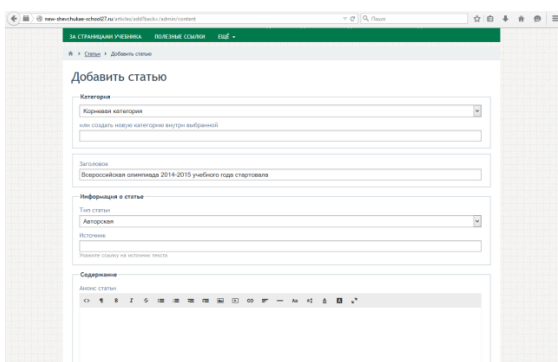 new-shevchukae-school27.ru/articles/add?back=/admin/content
Поиск
ЗА СТРАНИЦАМИ УЧЕБНИКА ПОЛЕЗНЫЕ ССЫЛКИ ЕЩЁ
Статьи Добавить статью
Добавить статью
Категория
Корневая категория
или создать новую категорию внутри выбранной
Заголовок
Всероссийская олимпиада 2014-2015 учебного года стартовала
Информация о статье
Тип статьи
Авторская
Источник
Укажите ссылку на источник текста
Содержание
Анонс статьи